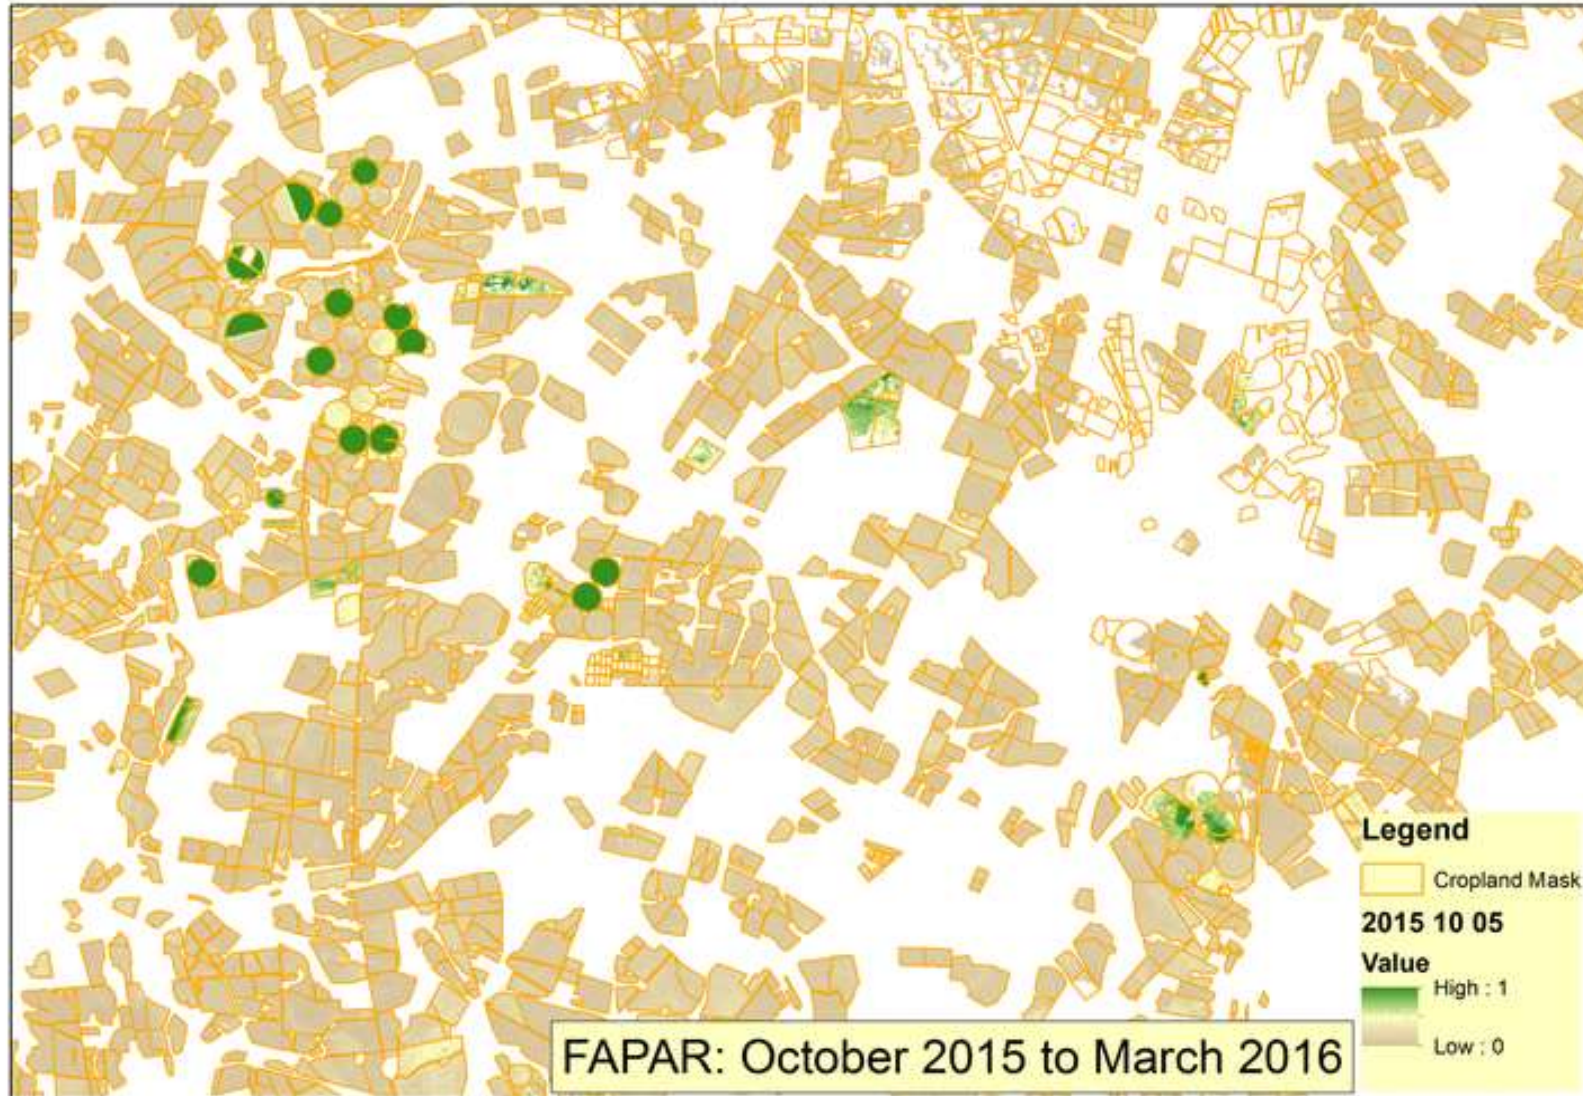 Legend
Cropland Mask
2015 10 05
Value
High : 1
Low : 0
FAPAR: October 2015 to March 2016